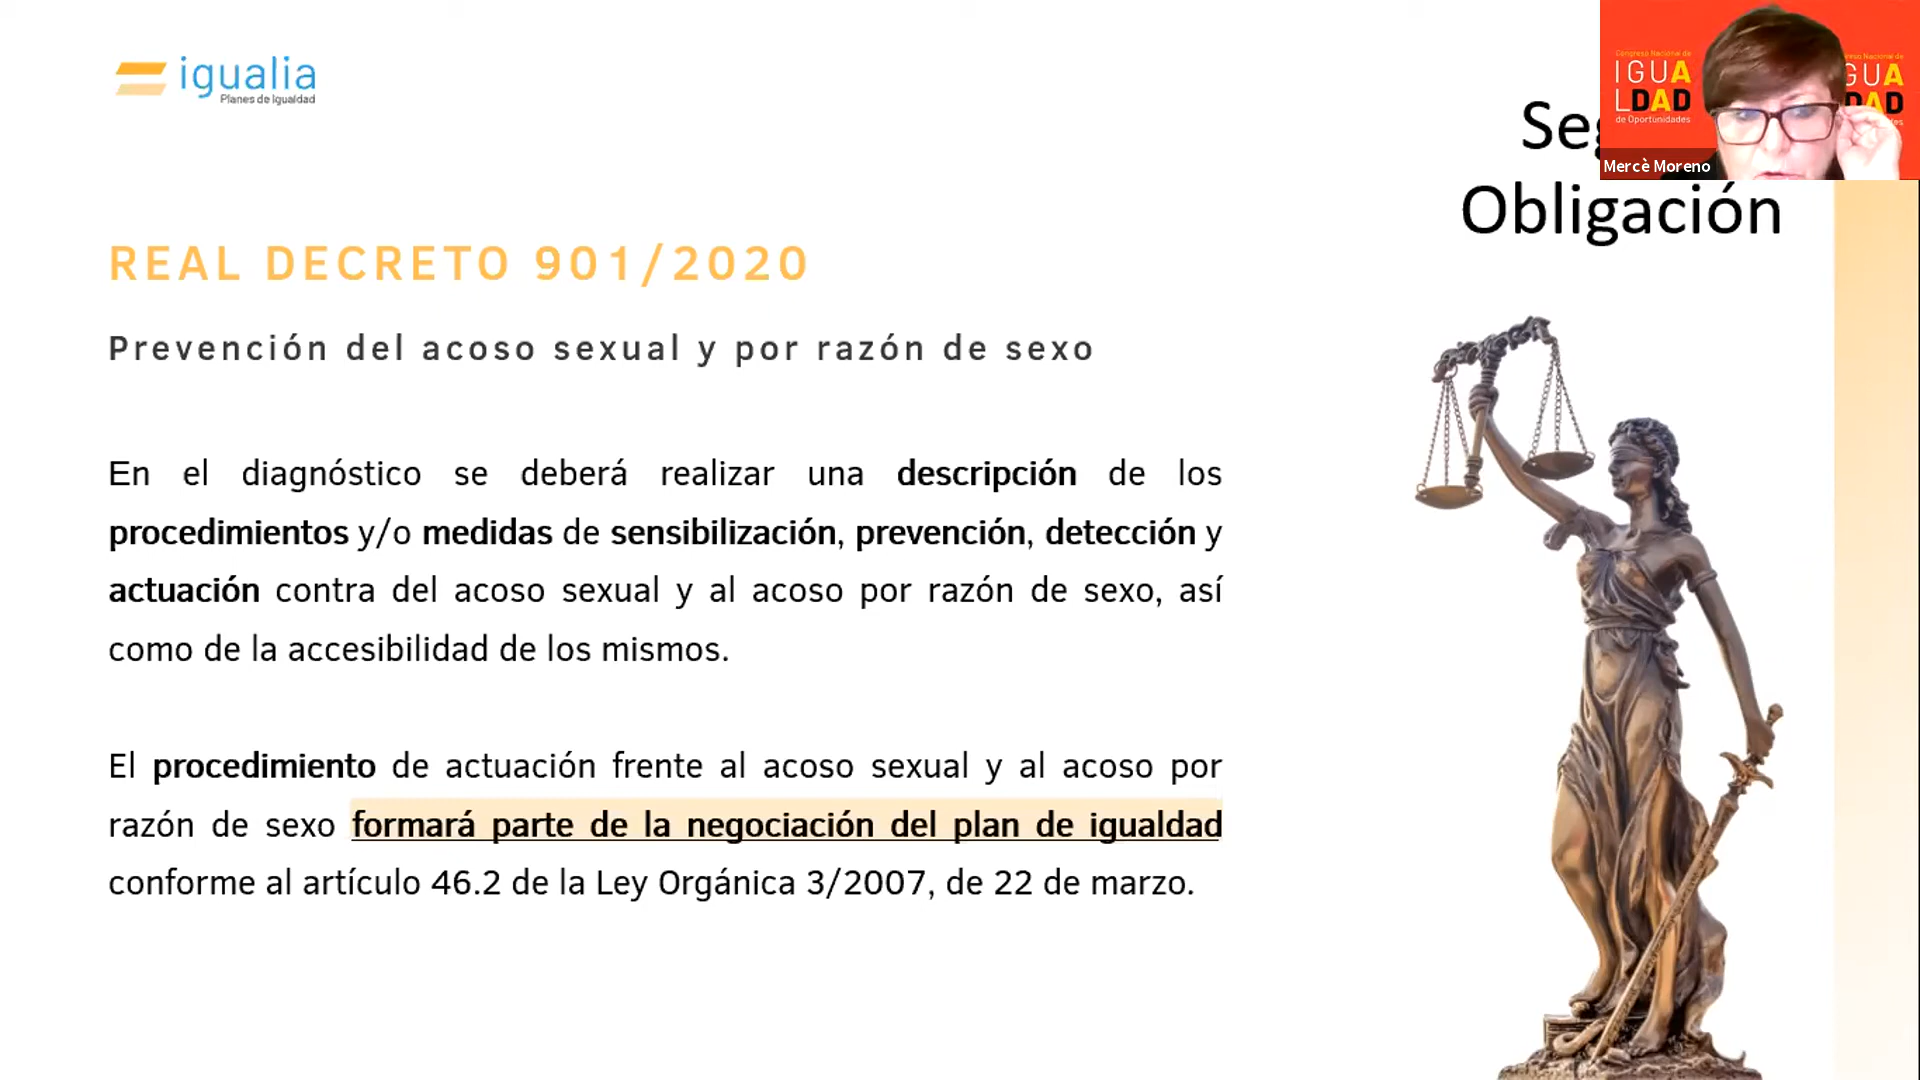 igualia
Planes de Igualdad
Congreso Nacional de
IGUA
LDAD
de Oportunidades
Mercè Moreno
Obligación
REAL DECRETO 901/2020
Prevención del acoso sexual y por razón de sexo
En el diagnóstico se deberá realizar una descripción de los
procedimientos y/o medidas de sensibilización, prevención, detección y
actuación contra del acoso sexual y al acoso por razón de sexo, así
como de la accesibilidad de los mismos.
El procedimiento de actuación frente al acoso sexual y al acoso por
razón de sexo formará parte de la negociación del plan de igualdad
conforme al artículo 46.2 de la Ley Orgánica 3/2007, de 22 de marzo.